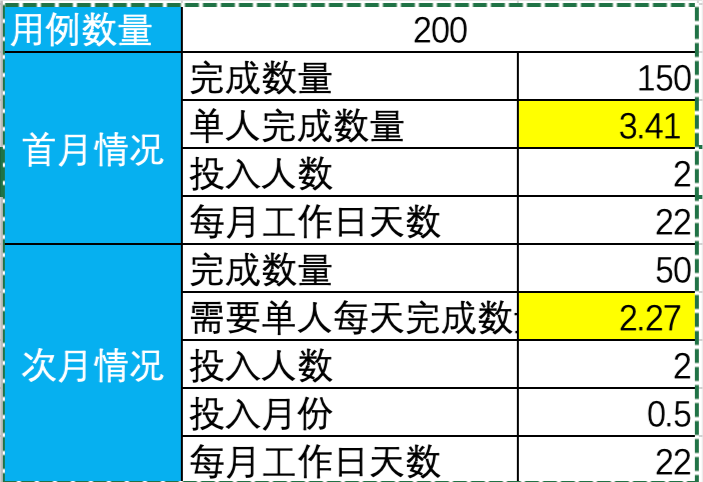 用例数量 200
首月情况
完成数量 150
单人完成数量 3.41
投入人数 2
每月工作日天数 22
次月情况
完成数量 50
需要单人每天完成数 2.27
投入人数 2
投入月份 0.5
每月工作日天数 22